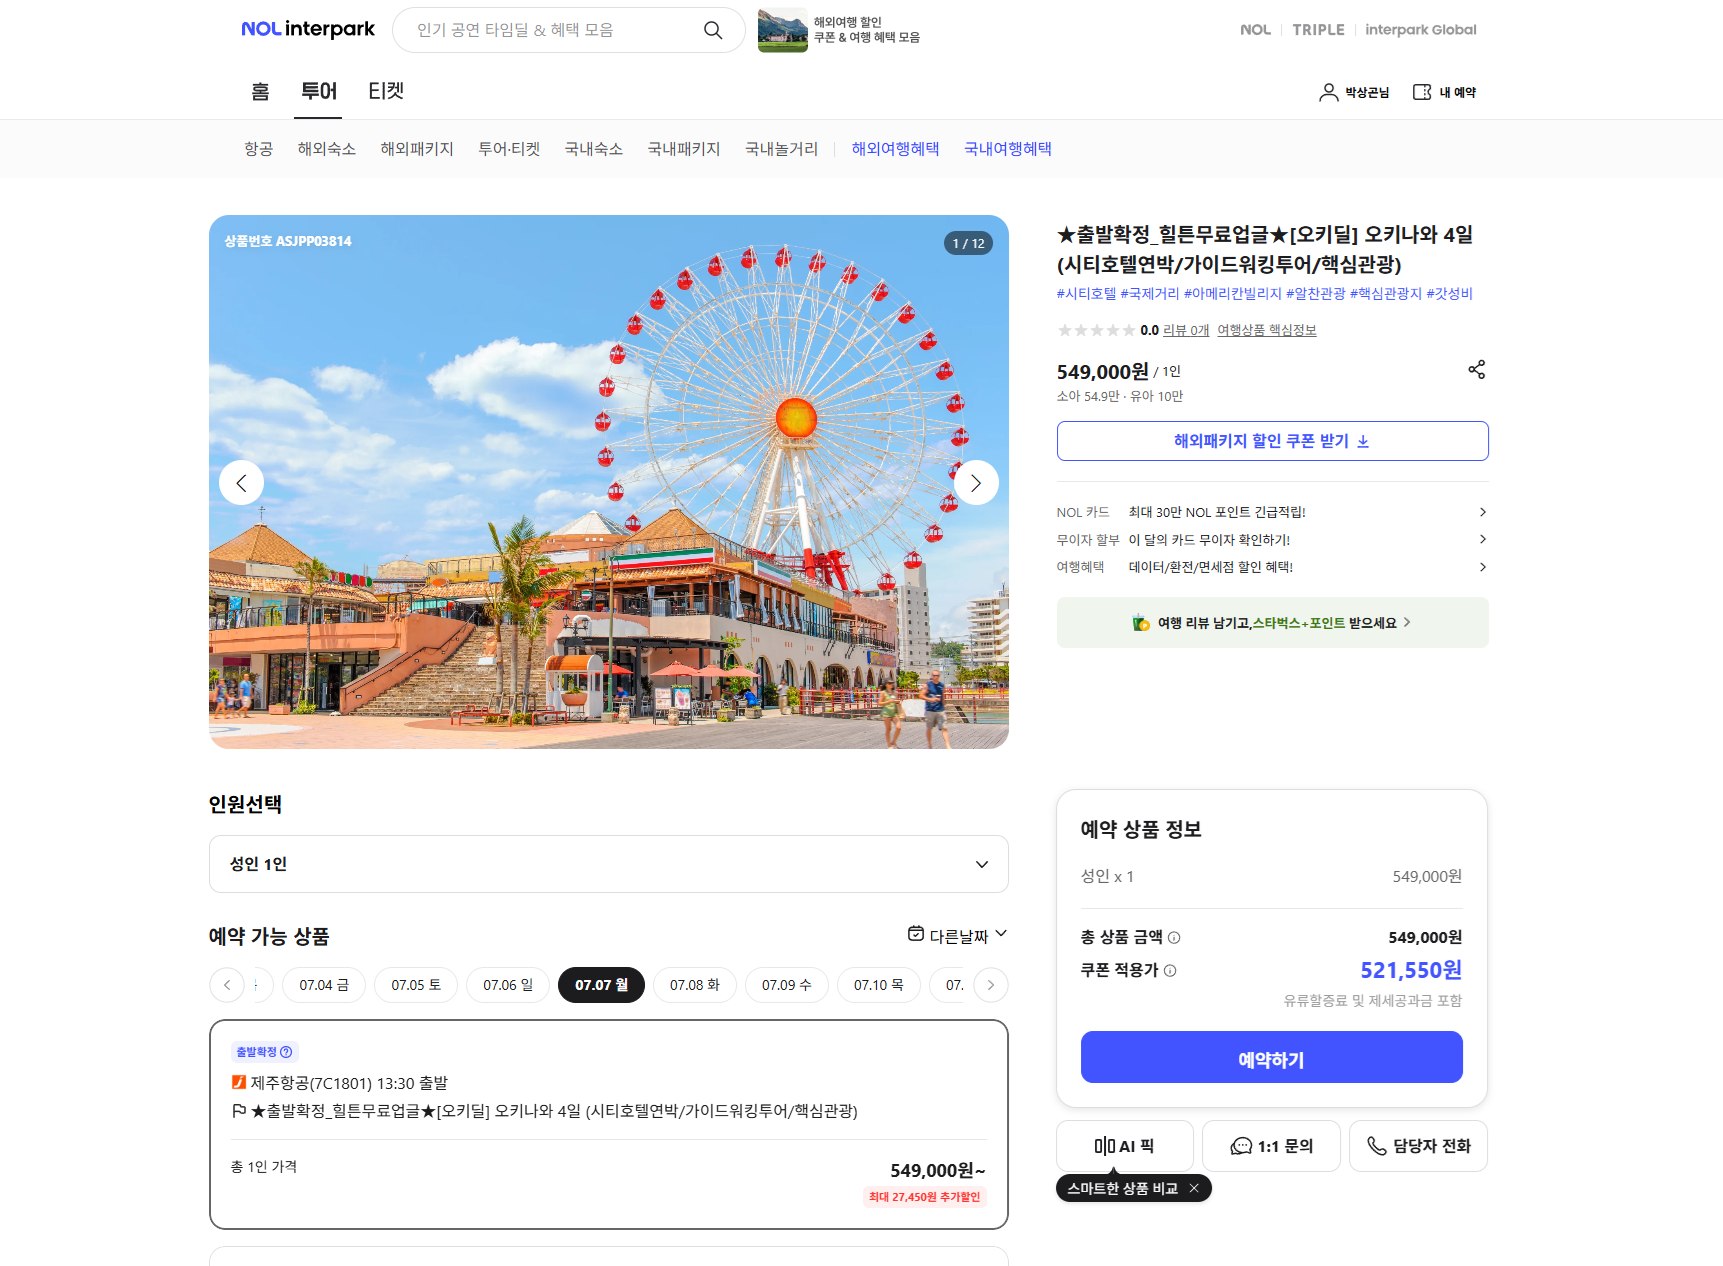 NOL interpark
인기 공연 타임딜 & 혜택 모음
해외여행 할인
쿠폰 & 여행 혜택 모음
NOL
TRIPLE
interpark Global
홈
투어
티켓
박상곤님
내 예약
항공
해외숙소
해외패키지
투어·티켓
국내숙소
국내패키지
국내놀거리
해외여행혜택
국내여행혜택
상품번호 ASJPP03814
1 / 12
★출발확정_힐튼무료업글★[오키딜] 오키나와 4일
(시티호텔연박/가이드워킹투어/핵심관광)
#시티호텔 #국제거리 #아메리칸빌리지 #알찬관광 #핵심관광지 #갓성비
0.0 리뷰 0개 여행상품 핵심정보
549,000원 / 1인
소아 54.9만 · 유아 10만
해외패키지 할인 쿠폰 받기
NOL 카드 최대 30만 NOL 포인트 긴급적립!
무이자 할부 이 달의 카드 무이자 확인하기!
여행혜택 데이터/환전/면세점 할인 혜택!
여행 리뷰 남기고,스타벅스+포인트 받으세요
인원선택
성인 1인
예약 가능 상품
다른날짜
07.04 금
07.05 토
07.06 일
07.07 월
07.08 화
07.09 수
07.10 목
07.
출발확정
제주항공(7C1801) 13:30 출발
★출발확정_힐튼무료업글★[오키딜] 오키나와 4일 (시티호텔연박/가이드워킹투어/핵심관광)
총 1인 가격
549,000원~
최대 27,450원 추가할인
예약 상품 정보
성인 x 1 549,000원
총 상품 금액 549,000원
쿠폰 적용가 521,550원
유류할증료 및 제세공과금 포함
예약하기
AI 픽
1:1 문의
담당자 전화
스마트한 상품 비교